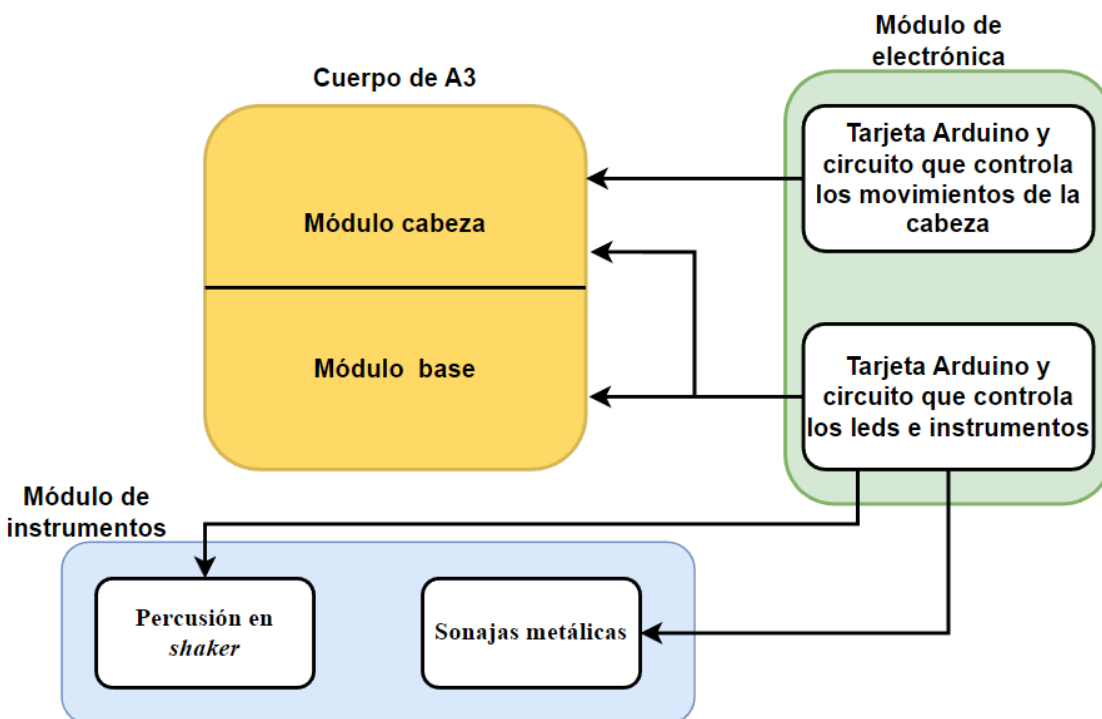 Módulo de
electrónica
Cuerpo de A3
Tarjeta Arduino y
circuito que controla
los movimientos de la
cabeza
Módulo cabeza
Módulo base
Tarjeta Arduino y
circuito que controla
los leds e instrumentos
Módulo de
instrumentos
Percusión en
shaker
Sonajas metálicas